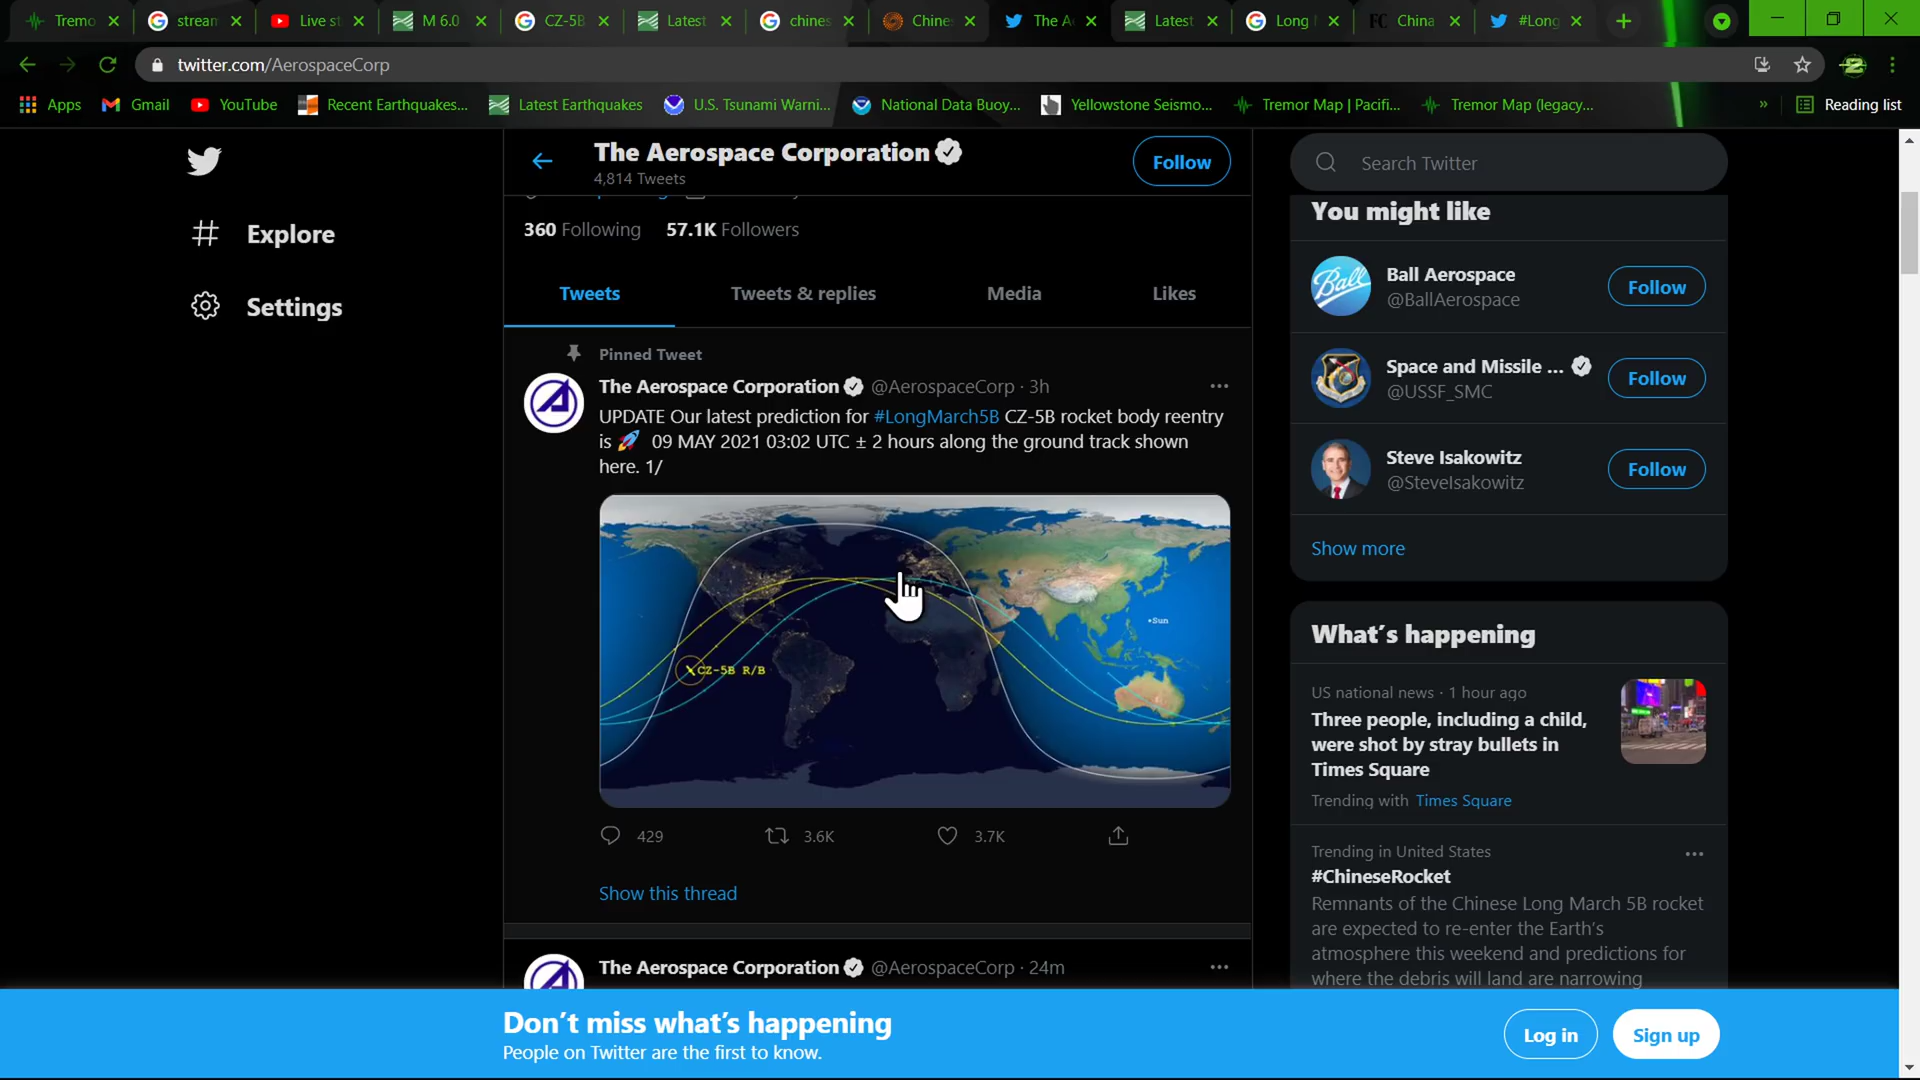 Tremo
stream
Live st
M 6.0
CZ-5B
Latest
chines
Chines
The A
Latest
Long
China
#Long
twitter.com/AerospaceCorp
Apps
Gmail
YouTube
Recent Earthquakes...
Latest Earthquakes
U.S. Tsunami Warni...
National Data Buoy...
Yellowstone Seismo...
Tremor Map | Pacifi...
Tremor Map (legacy...
»
Reading list
Explore
Settings
The Aerospace Corporation
4,814 Tweets
Follow
360 Following 57.1K Followers
Tweets
Tweets & replies
Media
Likes
Pinned Tweet
The Aerospace Corporation @AerospaceCorp · 3h
UPDATE Our latest prediction for #LongMarch5B CZ-5B rocket body reentry
is 🚀 09 MAY 2021 03:02 UTC ± 2 hours along the ground track shown
here. 1/
Sun
CZ-5B R/B
429
3.6K
3.7K
Show this thread
The Aerospace Corporation @AerospaceCorp · 24m
Search Twitter
You might like
Ball
Ball Aerospace
@BallAerospace
Follow
Space and Missile ...
@USSF_SMC
Follow
Steve Isakowitz
@SteveIsakowitz
Follow
Show more
What's happening
US national news · 1 hour ago
Three people, including a child,
were shot by stray bullets in
Times Square
Trending with Times Square
Trending in United States
#ChineseRocket
Remnants of the Chinese Long March 5B rocket
are expected to re-enter the Earth's
atmosphere this weekend and predictions for
where the debris will land are narrowing
Don't miss what's happening
People on Twitter are the first to know.
Log in
Sign up